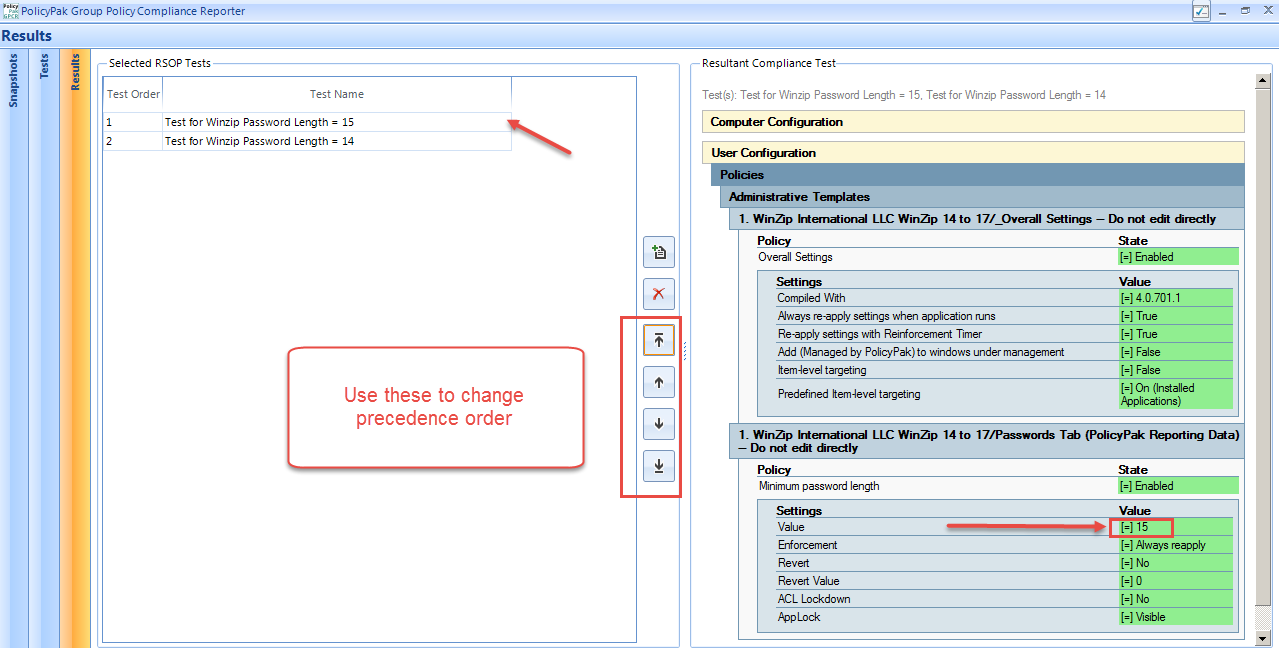 PolicyPak Group Policy Compliance Reporter
Results
Snapshots
Tests
Results
Selected RSOP Tests
Test Order Test Name
1 Test for Winzip Password Length = 15
2 Test for Winzip Password Length = 14
Use these to change
precedence order
Resultant Compliance Test
Test(s): Test for Winzip Password Length = 15, Test for Winzip Password Length = 14
Computer Configuration
User Configuration
Policies
Administrative Templates
1. WinZip International LLC WinZip 14 to 17/_Overall Settings – Do not edit directly
Policy State
Overall Settings [=] Enabled
Settings Value
Compiled With [=] 4.0.701.1
Always re-apply settings when application runs [=] True
Re-apply settings with Reinforcement Timer [=] True
Add (Managed by PolicyPak) to windows under management [=] False
Item-level targeting [=] False
Predefined Item-level targeting [=] On (Installed
Applications)
1. WinZip International LLC WinZip 14 to 17/Passwords Tab (PolicyPak Reporting Data)
– Do not edit directly
Policy State
Minimum password length [=] Enabled
Settings Value
Value [=] 15
Enforcement [=] Always reapply
Revert [=] No
Revert Value [=] 0
ACL Lockdown [=] No
AppLock [=] Visible